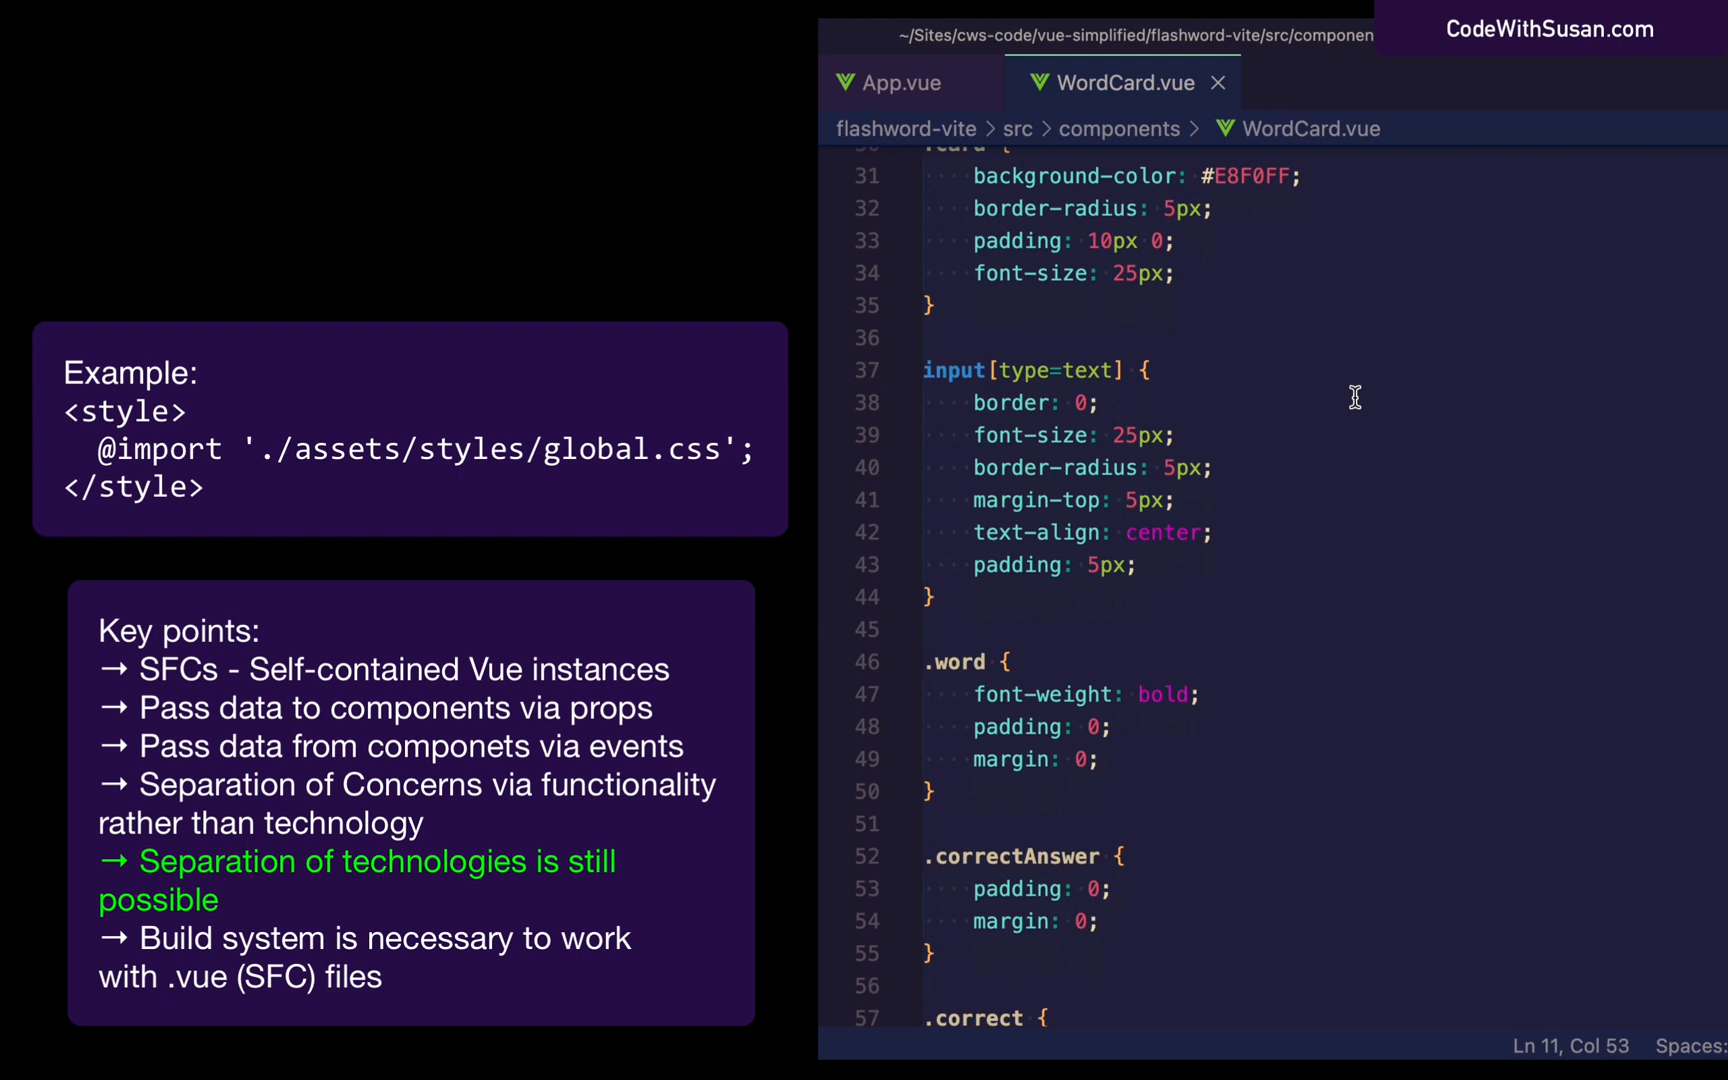 CodeWithSusan.com
~/Sites/cws-code/vue-simplified/flashword-vite/src/componen
App.vue
WordCard.vue
flashword-vite > src > components > WordCard.vue
Example:
<style>
@import './assets/styles/global.css';
</style>
Key points:
→ SFCs - Self-contained Vue instances
→ Pass data to components via props
→ Pass data from componets via events
→ Separation of Concerns via functionality
rather than technology
→ Separation of technologies is still
possible
→ Build system is necessary to work
with .vue (SFC) files
30 .card {
31 background-color: #E8F0FF;
32 border-radius: 5px;
33 padding: 10px 0;
34 font-size: 25px;
35 }
36
37 input[type=text] {
38 border: 0;
39 font-size: 25px;
40 border-radius: 5px;
41 margin-top: 5px;
42 text-align: center;
43 padding: 5px;
44 }
45
46 .word {
47 font-weight: bold;
48 padding: 0;
49 margin: 0;
50 }
51
52 .correctAnswer {
53 padding: 0;
54 margin: 0;
55 }
56
57 .correct {
Ln 11, Col 53 Spaces: